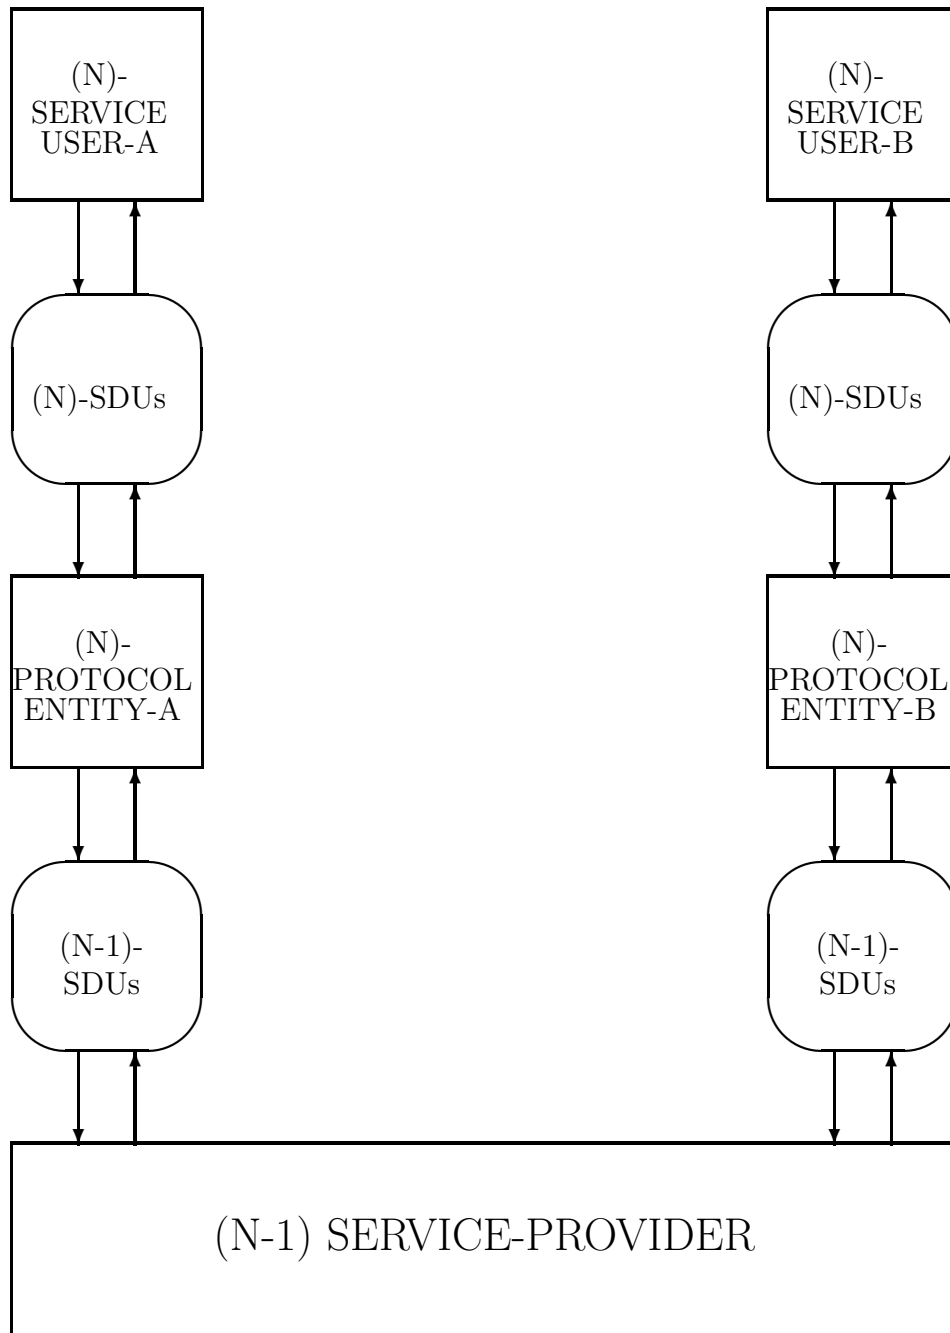 (N)-
SERVICE
USER-A
(N)-
SERVICE
USER-B
(N)-SDUs
(N)-SDUs
(N)-
PROTOCOL
ENTITY-A
(N)-
PROTOCOL
ENTITY-B
(N-1)-
SDUs
(N-1)-
SDUs
(N-1) SERVICE-PROVIDER